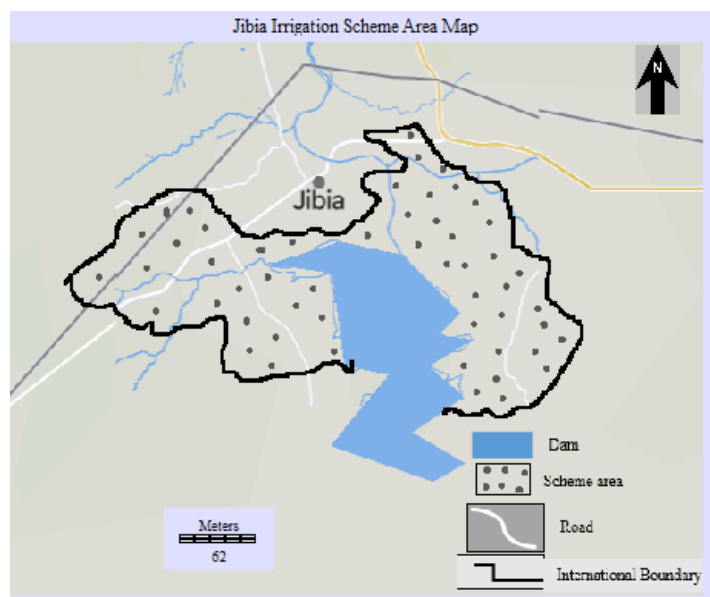 Jibia Irrigation Scheme Area Map
N
Jibia
Dam
Scheme area
Road
Meters
62
International Boundary